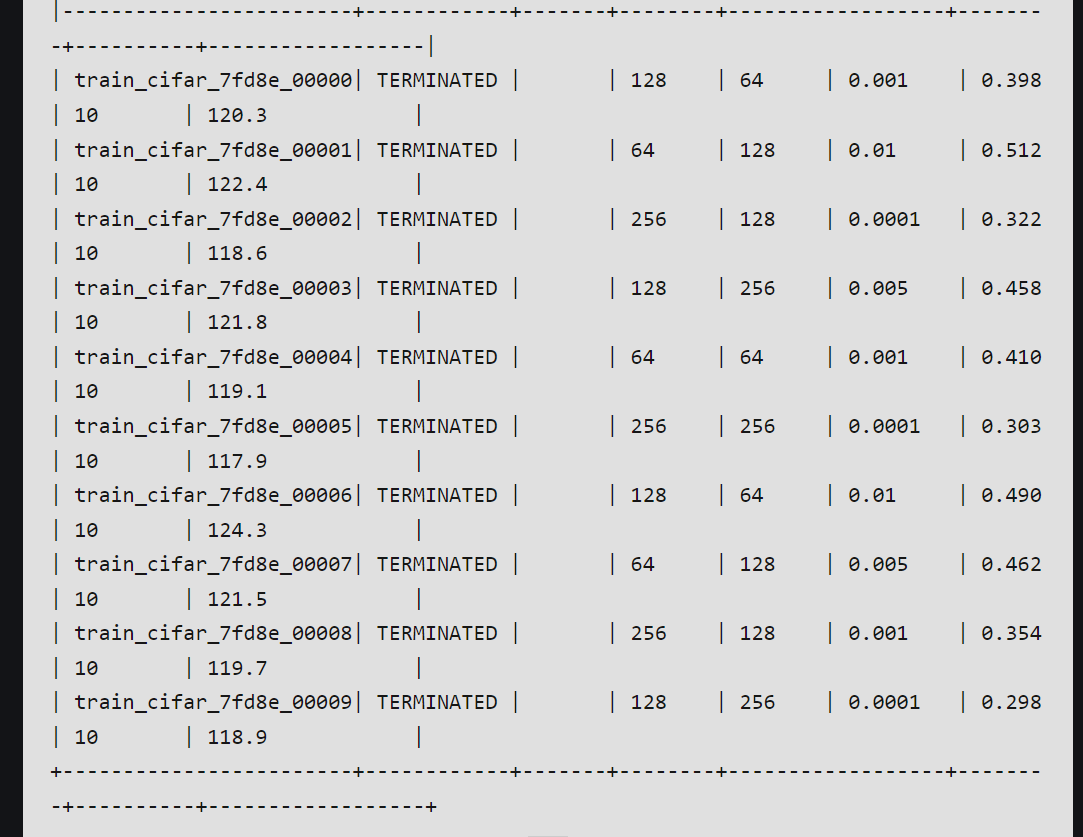 |------------------------+------------+-------+--------+------------------+-------
-+----------+------------------|
| train_cifar_7fd8e_00000| TERMINATED |       | 128    | 64     | 0.001    | 0.398
| 10       | 120.3            |
| train_cifar_7fd8e_00001| TERMINATED |       | 64     | 128    | 0.01     | 0.512
| 10       | 122.4            |
| train_cifar_7fd8e_00002| TERMINATED |       | 256    | 128    | 0.0001   | 0.322
| 10       | 118.6            |
| train_cifar_7fd8e_00003| TERMINATED |       | 128    | 256    | 0.005    | 0.458
| 10       | 121.8            |
| train_cifar_7fd8e_00004| TERMINATED |       | 64     | 64     | 0.001    | 0.410
| 10       | 119.1            |
| train_cifar_7fd8e_00005| TERMINATED |       | 256    | 256    | 0.0001   | 0.303
| 10       | 117.9            |
| train_cifar_7fd8e_00006| TERMINATED |       | 128    | 64     | 0.01     | 0.490
| 10       | 124.3            |
| train_cifar_7fd8e_00007| TERMINATED |       | 64     | 128    | 0.005    | 0.462
| 10       | 121.5            |
| train_cifar_7fd8e_00008| TERMINATED |       | 256    | 128    | 0.001    | 0.354
| 10       | 119.7            |
| train_cifar_7fd8e_00009| TERMINATED |       | 128    | 256    | 0.0001   | 0.298
| 10       | 118.9            |
+------------------------+------------+-------+--------+------------------+-------
-+----------+------------------+